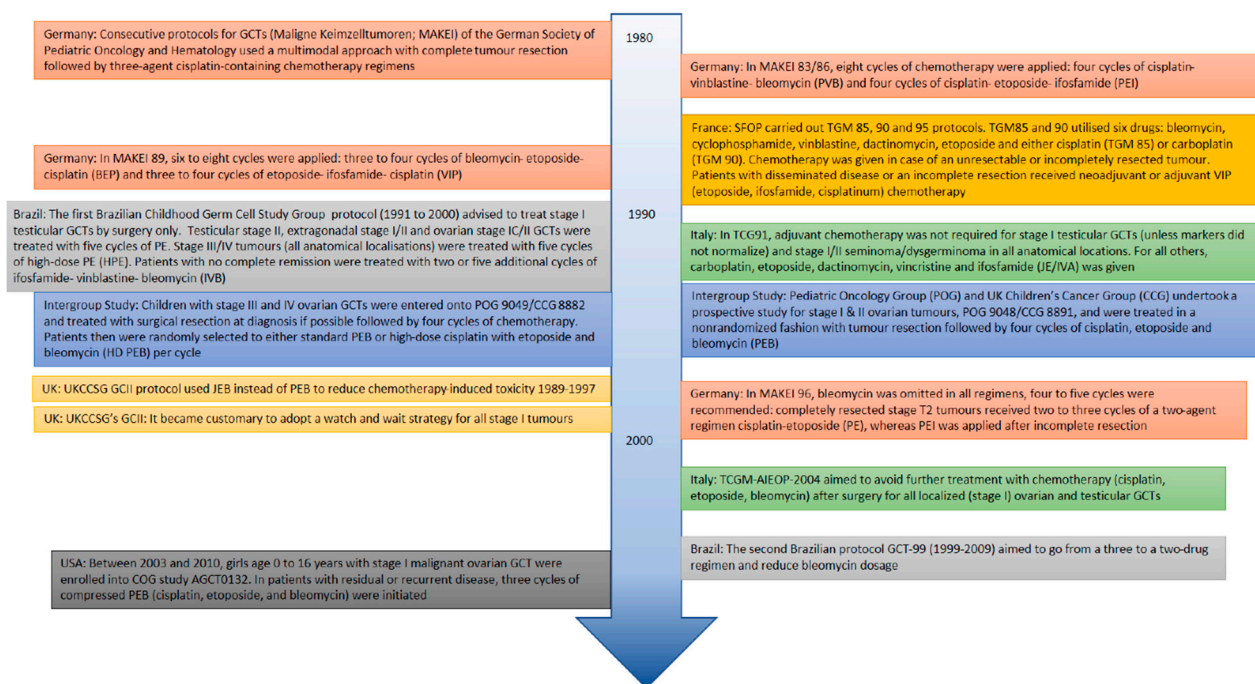 1980
Germany: Consecutive protocols for GCTs (Maligne Keimzelltumoren; MAKEI) of the German Society of
Pediatric Oncology and Hematology used a multimodal approach with complete tumour resection
followed by three-agent cisplatin-containing chemotherapy regimens
Germany: In MAKEI 83/86, eight cycles of chemotherapy were applied: four cycles of cisplatin-
vinblastine- bleomycin (PVB) and four cycles of cisplatin- etoposide- ifosfamide (PEI)
France: SFOP carried out TGM 85, 90 and 95 protocols. TGM85 and 90 utilised six drugs: bleomycin,
cyclophosphamide, vinblastine, dactinomycin, etoposide and either cisplatin (TGM 85) or carboplatin
(TGM 90). Chemotherapy was given in case of an unresectable or incompletely resected tumour.
Patients with disseminated disease or an incomplete resection received neoadjuvant or adjuvant VIP
(etoposide, ifosfamide, cisplatinum) chemotherapy
Germany: In MAKEI 89, six to eight cycles were applied: three to four cycles of bleomycin- etoposide-
cisplatin (BEP) and three to four cycles of etoposide- ifosfamide- cisplatin (VIP)
1990
Brazil: The first Brazilian Childhood Germ Cell Study Group protocol (1991 to 2000) advised to treat stage I
testicular GCTs by surgery only. Testicular stage II, extragonadal stage I/II and ovarian stage IC/II GCTs were
treated with five cycles of PE. Stage III/IV tumours (all anatomical localisations) were treated with five cycles
of high-dose PE (HPE). Patients with no complete remission were treated with two or five additional cycles of
ifosfamide- vinblastine- bleomycin (IVB)
Italy: In TCG91, adjuvant chemotherapy was not required for stage I testicular GCTs (unless markers
did not normalize) and stage I/II seminoma/dysgerminoma in all anatomical locations. For all others,
carboplatin, etoposide, dactinomycin, vincristine and ifosfamide (JE/IVA) was given
Intergroup Study: Children with stage III and IV ovarian GCTs were entered onto POG 9049/CCG 8882
and treated with surgical resection at diagnosis if possible followed by four cycles of chemotherapy.
Patients then were randomly selected to either standard PEB or high-dose cisplatin with etoposide and
bleomycin (HD PEB) per cycle
Intergroup Study: Pediatric Oncology Group (POG) and UK Children's Cancer Group (CCG) undertook a
prospective study for stage I & II ovarian tumours, POG 9048/CCG 8891, and were treated in a
nonrandomized fashion with tumour resection followed by four cycles of cisplatin, etoposide and
bleomycin (PEB)
UK: UKCCSG GCII protocol used JEB instead of PEB to reduce chemotherapy-induced toxicity 1989-1997
UK: UKCCSG's GCII: It became customary to adopt a watch and wait strategy for all stage I tumours
Germany: In MAKEI 96, bleomycin was omitted in all regimens, four to five cycles were
recommended: completely resected stage T2 tumours received two to three cycles of a two-agent
regimen cisplatin-etoposide (PE), whereas PEI was applied after incomplete resection
2000
Italy: TCGM-AIEOP-2004 aimed to avoid further treatment with chemotherapy (cisplatin,
etoposide, bleomycin) after surgery for all localized (stage I) ovarian and testicular GCTs
Brazil: The second Brazilian protocol GCT-99 (1999-2009) aimed to go from a three to a two-drug
regimen and reduce bleomycin dosage
USA: Between 2003 and 2010, girls age 0 to 16 years with stage I malignant ovarian GCT were
enrolled into COG study AGCT0132. In patients with residual or recurrent disease, three cycles of
compressed PEB (cisplatin, etoposide, and bleomycin) were initiated